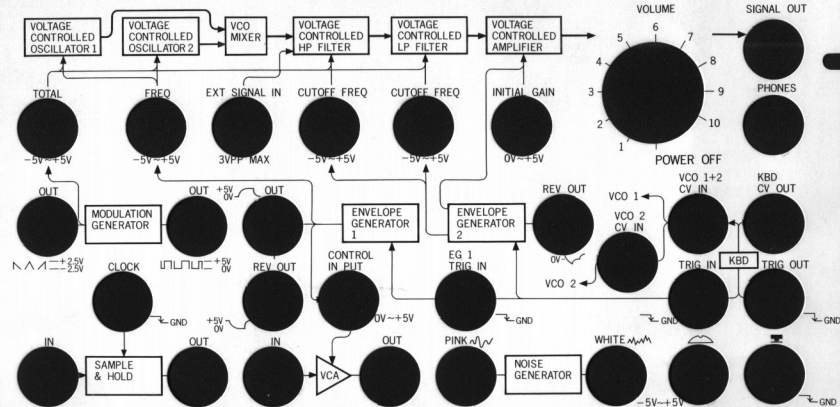 VOLTAGE CONTROLLED OSCILLATOR 1
VOLTAGE CONTROLLED OSCILLATOR 2
VCO MIXER
VOLTAGE CONTROLLED HP FILTER
VOLTAGE CONTROLLED LP FILTER
VOLTAGE CONTROLLED AMPLIFIER
VOLUME
1 2 3 4 5 6 7 8 9 10
POWER OFF
SIGNAL OUT
PHONES
TOTAL
-5V~+5V
FREQ
-5V~+5V
EXT SIGNAL IN
3VPP MAX
CUTOFF FREQ
-5V~+5V
CUTOFF FREQ
-5V~+5V
INITIAL GAIN
0V~+5V
OUT
+2.5V
-2.5V
MODULATION GENERATOR
OUT
+5V
0V
+5V
0V
OUT
REV OUT
+5V
0V
ENVELOPE GENERATOR 1
ENVELOPE GENERATOR 2
REV OUT
0V
VCO 1
VCO 2
VCO 2 CV IN
VCO 1+2 CV IN
KBD CV OUT
KBD
CLOCK
GND
CONTROL IN PUT
0V~+5V
EG 1 TRIG IN
GND
TRIG IN
GND
TRIG OUT
GND
IN
SAMPLE & HOLD
OUT
IN
VCA
OUT
PINK
NOISE GENERATOR
WHITE
-5V~+5V
GND